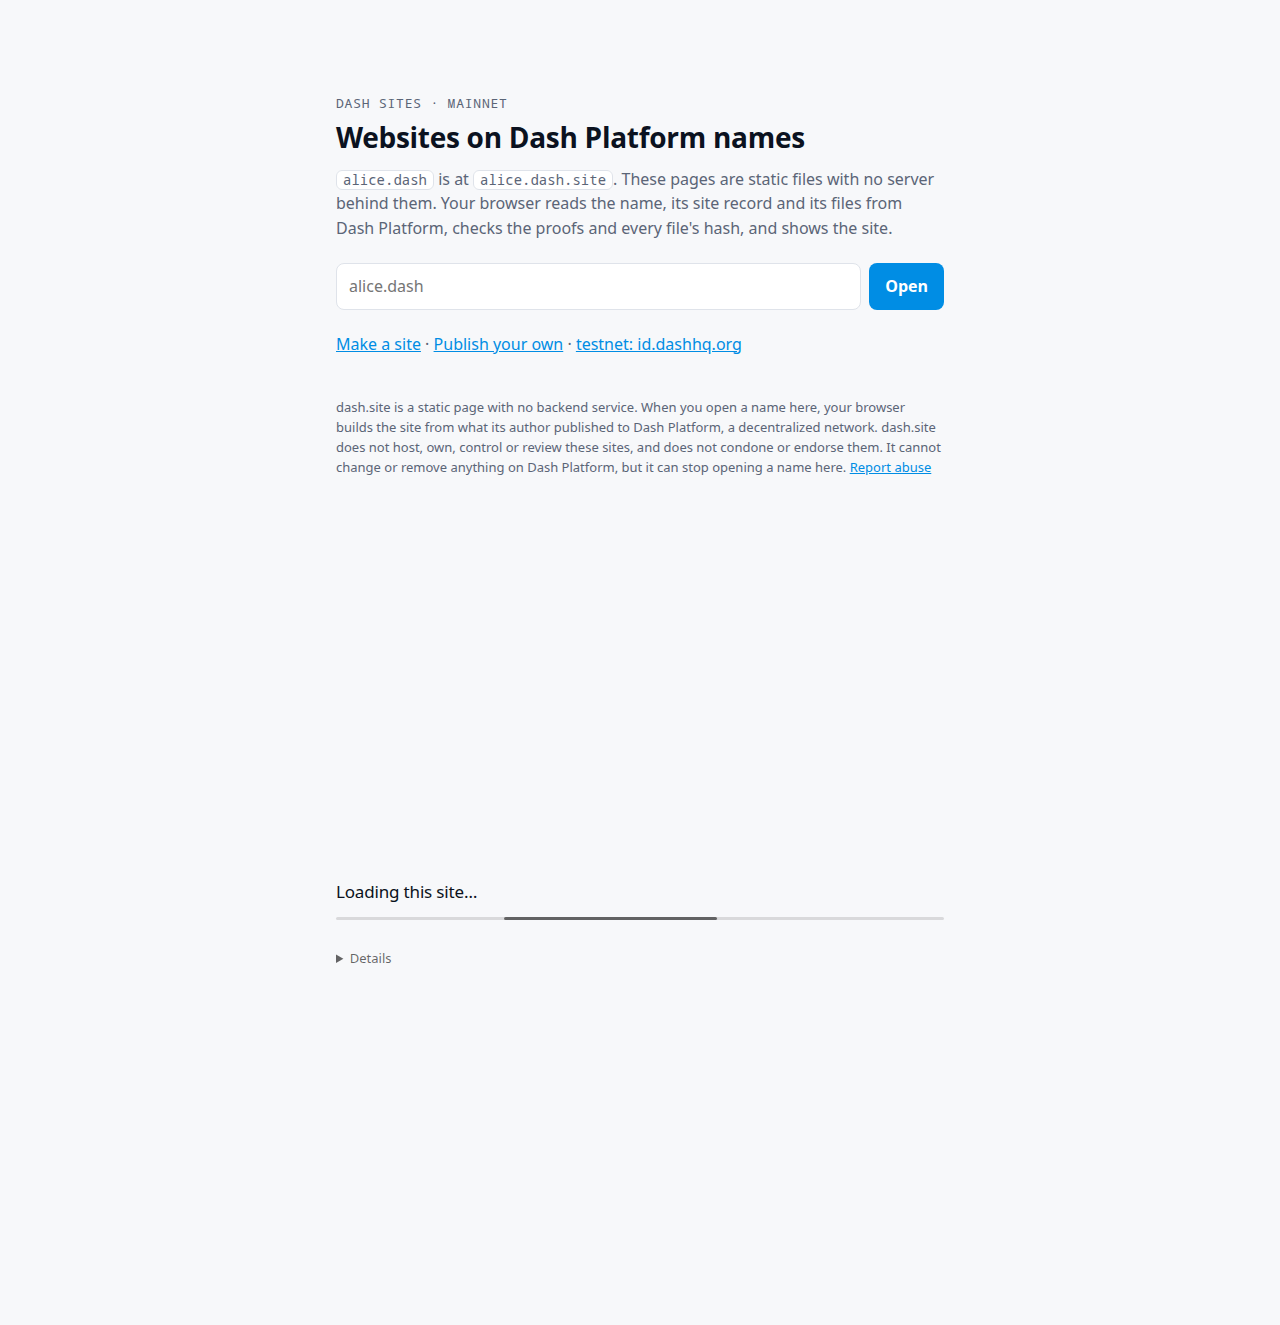 DASH SITES · MAINNET
Websites on Dash Platform names
alice.dash is at alice.dash.site. These pages are static files with no server
behind them. Your browser reads the name, its site record and its files from
Dash Platform, checks the proofs and every file's hash, and shows the site.
alice.dash
Open
Make a site · Publish your own · testnet: id.dashhq.org
dash.site is a static page with no backend service. When you open a name here, your browser
builds the site from what its author published to Dash Platform, a decentralized network. dash.site
does not host, own, control or review these sites, and does not condone or endorse them. It cannot
change or remove anything on Dash Platform, but it can stop opening a name here. Report abuse
Loading this site…
Details